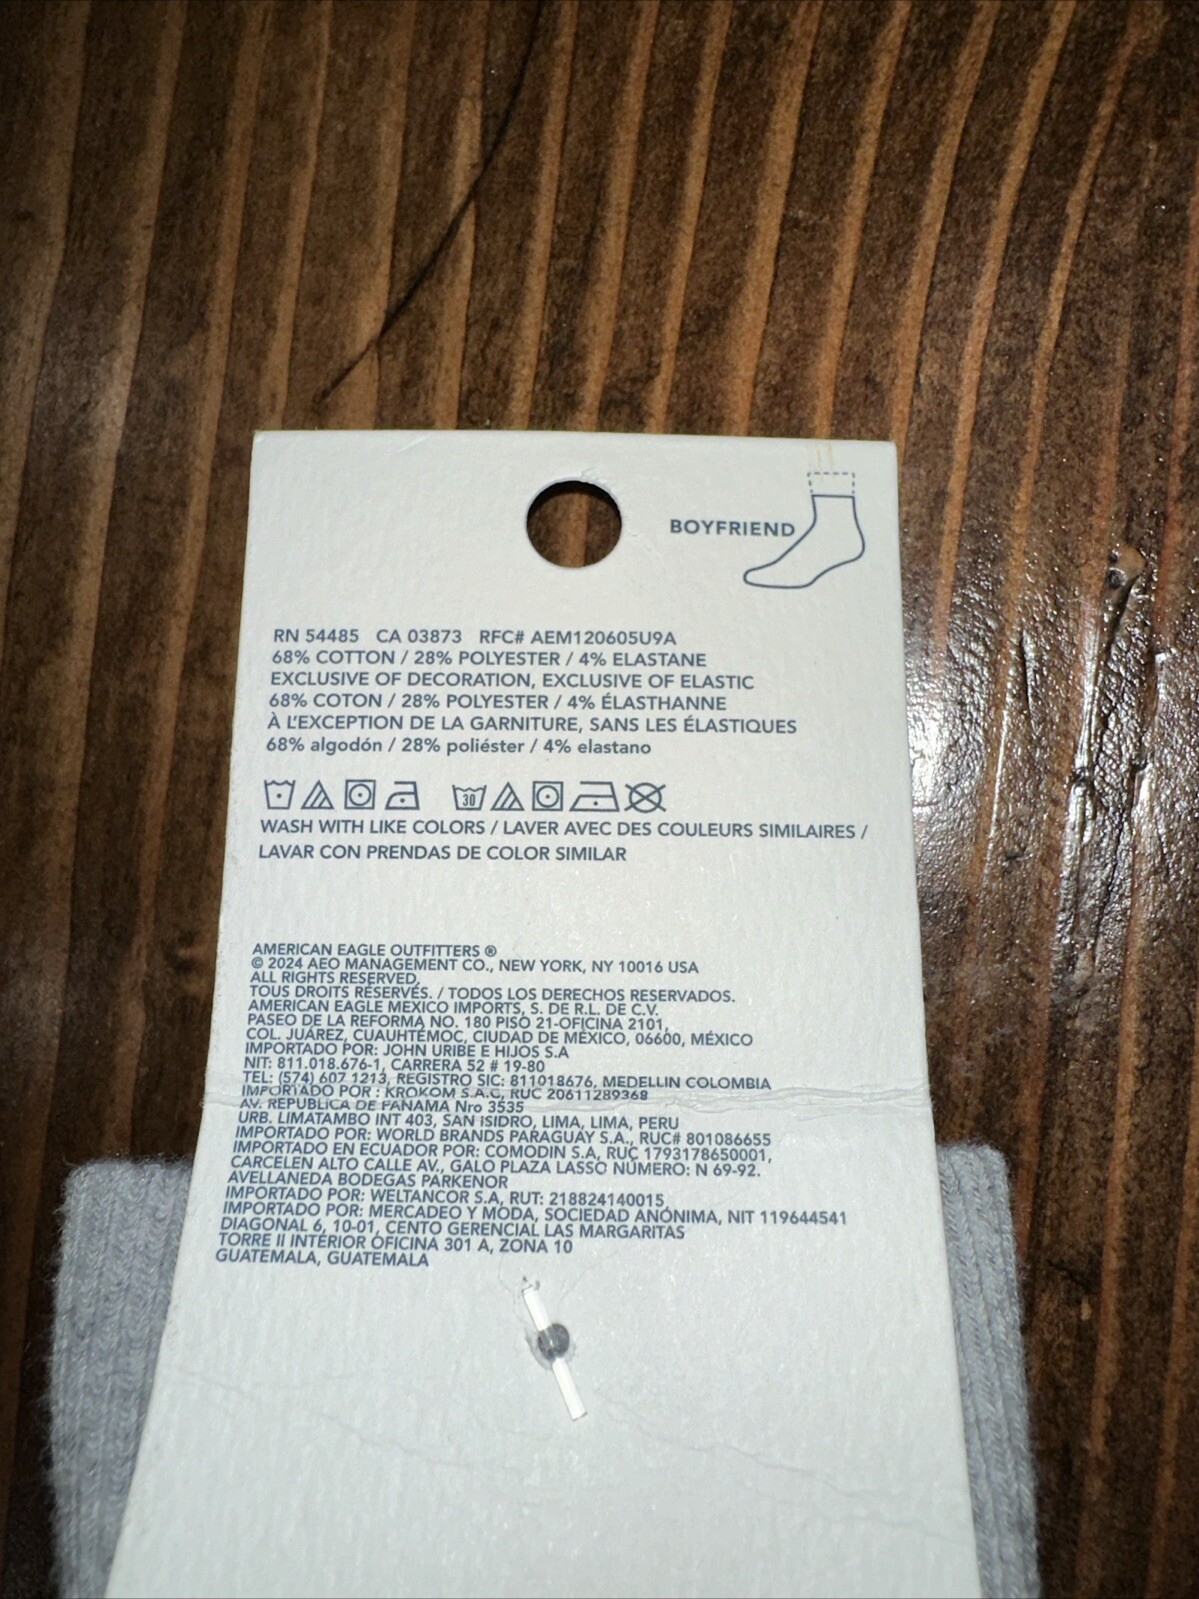 BOYFRIEND
RN 54485 CA 03873 RFC# AEM120605U9A
68% COTTON / 28% POLYESTER / 4% ELASTANE
EXCLUSIVE OF DECORATION, EXCLUSIVE OF ELASTIC
68% COTON / 28% POLYESTER / 4% ÉLASTHANNE
À L'EXCEPTION DE LA GARNITURE, SANS LES ÉLASTIQUES
68% algodón / 28% poliéster / 4% elastano
30
WASH WITH LIKE COLORS / LAVER AVEC DES COULEURS SIMILAIRES /
LAVAR CON PRENDAS DE COLOR SIMILAR
AMERICAN EAGLE OUTFITTERS ®
© 2024 AEO MANAGEMENT CO., NEW YORK, NY 10016 USA
ALL RIGHTS RESERVED.
TOUS DROITS RÉSERVÉS. / TODOS LOS DERECHOS RESERVADOS.
AMERICAN EAGLE MEXICO IMPORTS, S. DE R.L. DE C.V.
PASEO DE LA REFORMA NO. 180 PISO 21-OFICINA 2101,
COL. JUÁREZ, CUAUHTÉMOC, CIUDAD DE MÉXICO, 06600, MÉXICO
IMPORTADO POR: JOHN URIBE E HIJOS S.A
NIT: 811.018.676-1, CARRERA 52 # 19-80
TEL: (574) 607 1213, REGISTRO SIC: 811018676, MEDELLIN COLOMBIA
IMPORTADO POR : KROKOM S.A.C, RUC 20611289368
AV. REPUBLICA DE PANAMA Nro 3535
URB. LIMATAMBO INT 403, SAN ISIDRO, LIMA, LIMA, PERU
IMPORTADO POR: WORLD BRANDS PARAGUAY S.A., RUC# 801086655
IMPORTADO EN ECUADOR POR: COMODIN S.A, RUC 1793178650001,
CARCELEN ALTO CALLE AV., GALO PLAZA LASSO NÚMERO: N 69-92.
AVELLANEDA BODEGAS PARKENOR
IMPORTADO POR: WELTANCOR S.A, RUT: 218824140015
IMPORTADO POR: MERCADEO Y MODA, SOCIEDAD ANÓNIMA, NIT 119644541
DIAGONAL 6, 10-01, CENTO GERENCIAL LAS MARGARITAS
TORRE II INTERIOR OFICINA 301 A, ZONA 10
GUATEMALA, GUATEMALA